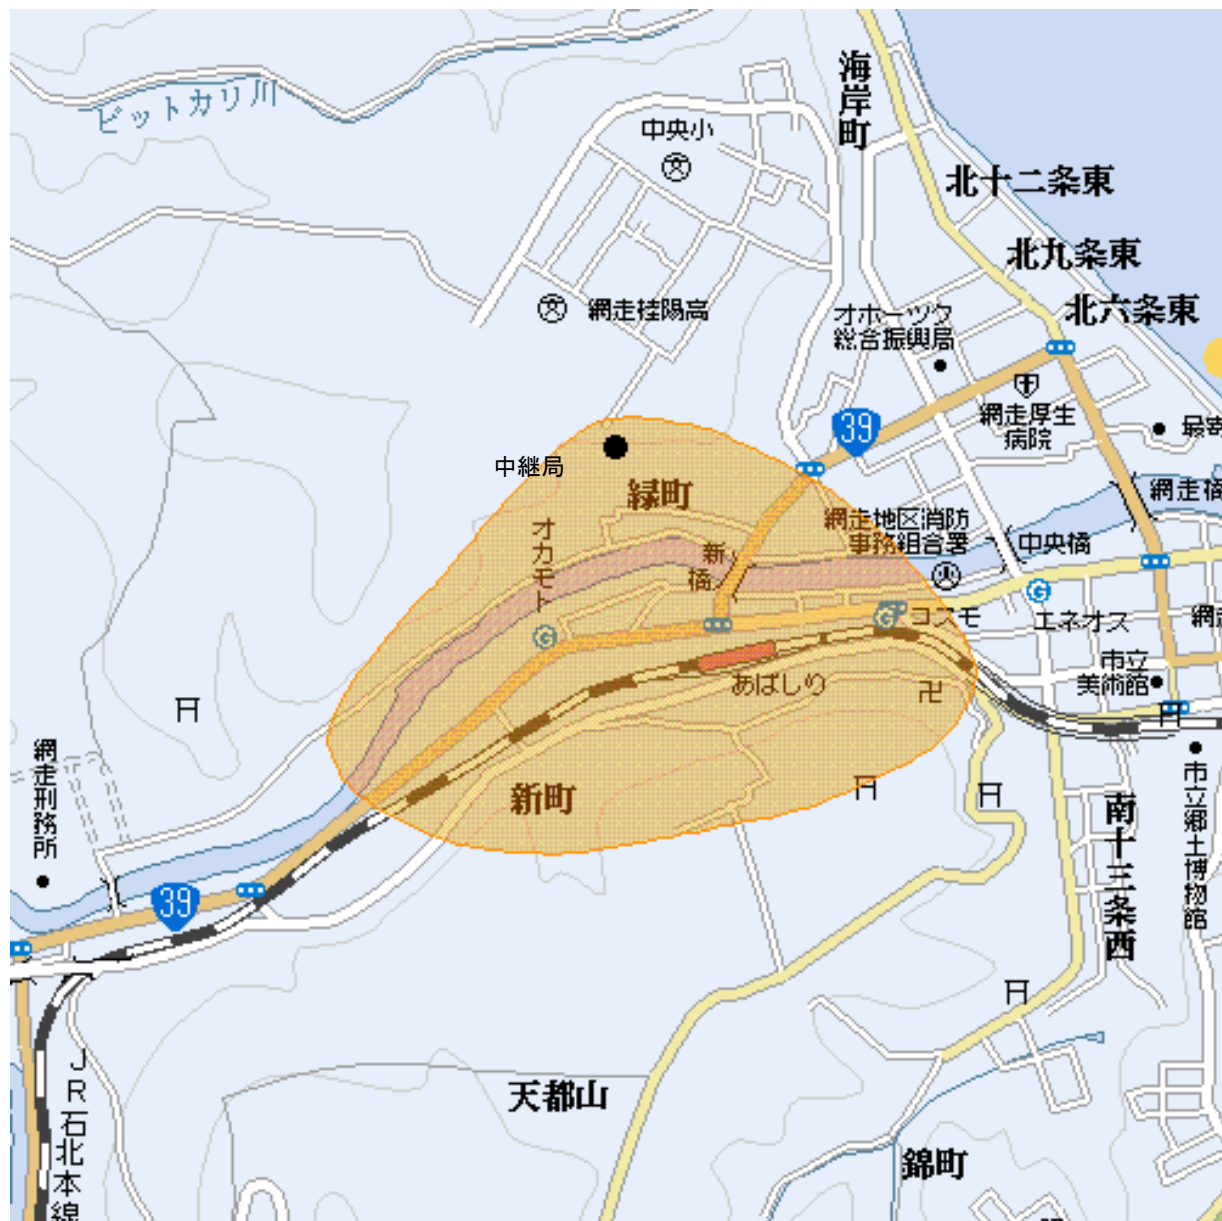 海岸町
ピットカリ川
中央小
北十二条東
北九条東
北六条東
網走桂陽高
オホーツク
総合振興局
網走厚生
病院
39
最寄
中継局
緑町
網走橋
網走地区消防
事務組合署
中央橋
オカモト
新橋
コスモ
エネオス
市立
美術館
あばしり
新町
網走刑務所
市立郷土博物館
南十三条西
39
天都山
JR石北本線
錦町